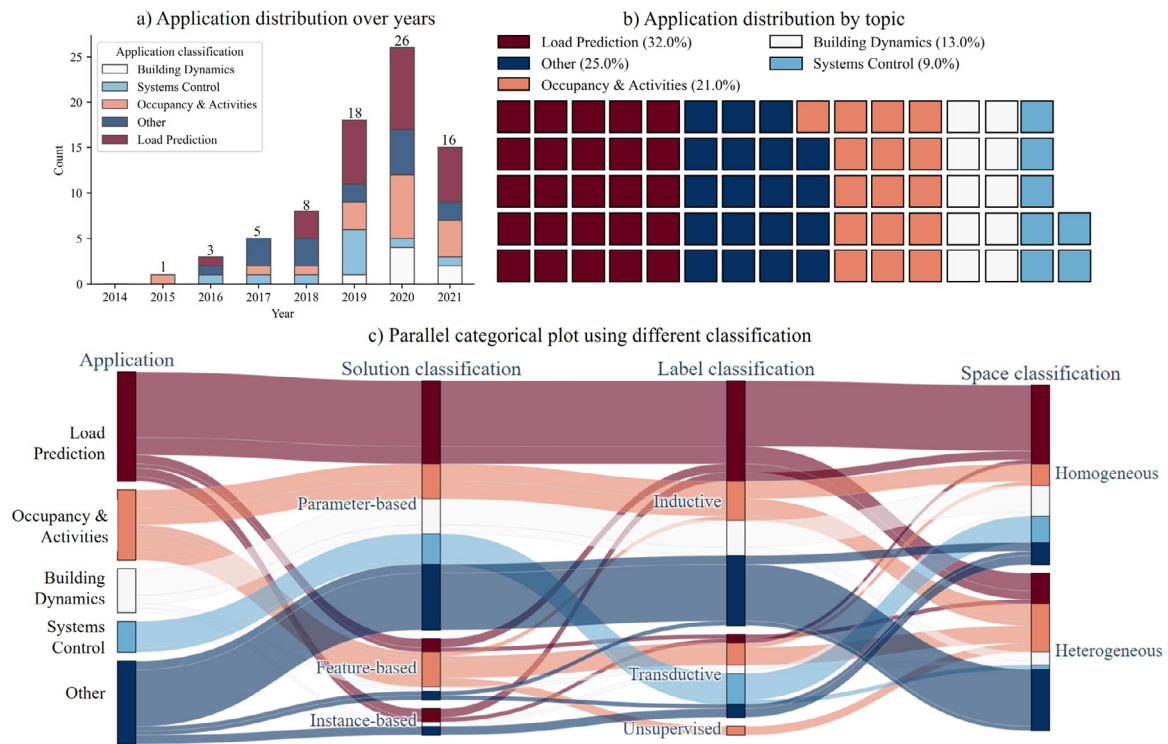 a) Application distribution over years
Application classification
Building Dynamics
Systems Control
Occupancy & Activities
Other
Load Prediction
Count
25
20
15
10
5
0
1
3
5
8
18
26
16
2014 2015 2016 2017 2018 2019 2020 2021
Year
b) Application distribution by topic
Load Prediction (32.0%)
Other (25.0%)
Occupancy & Activities (21.0%)
Building Dynamics (13.0%)
Systems Control (9.0%)
c) Parallel categorical plot using different classification
Application
Solution classification
Label classification
Space classification
Load
Prediction
Occupancy &
Activities
Building
Dynamics
Systems
Control
Other
Parameter-based
Feature-based
Instance-based
Inductive
Transductive
Unsupervised
Homogeneous
Heterogeneous